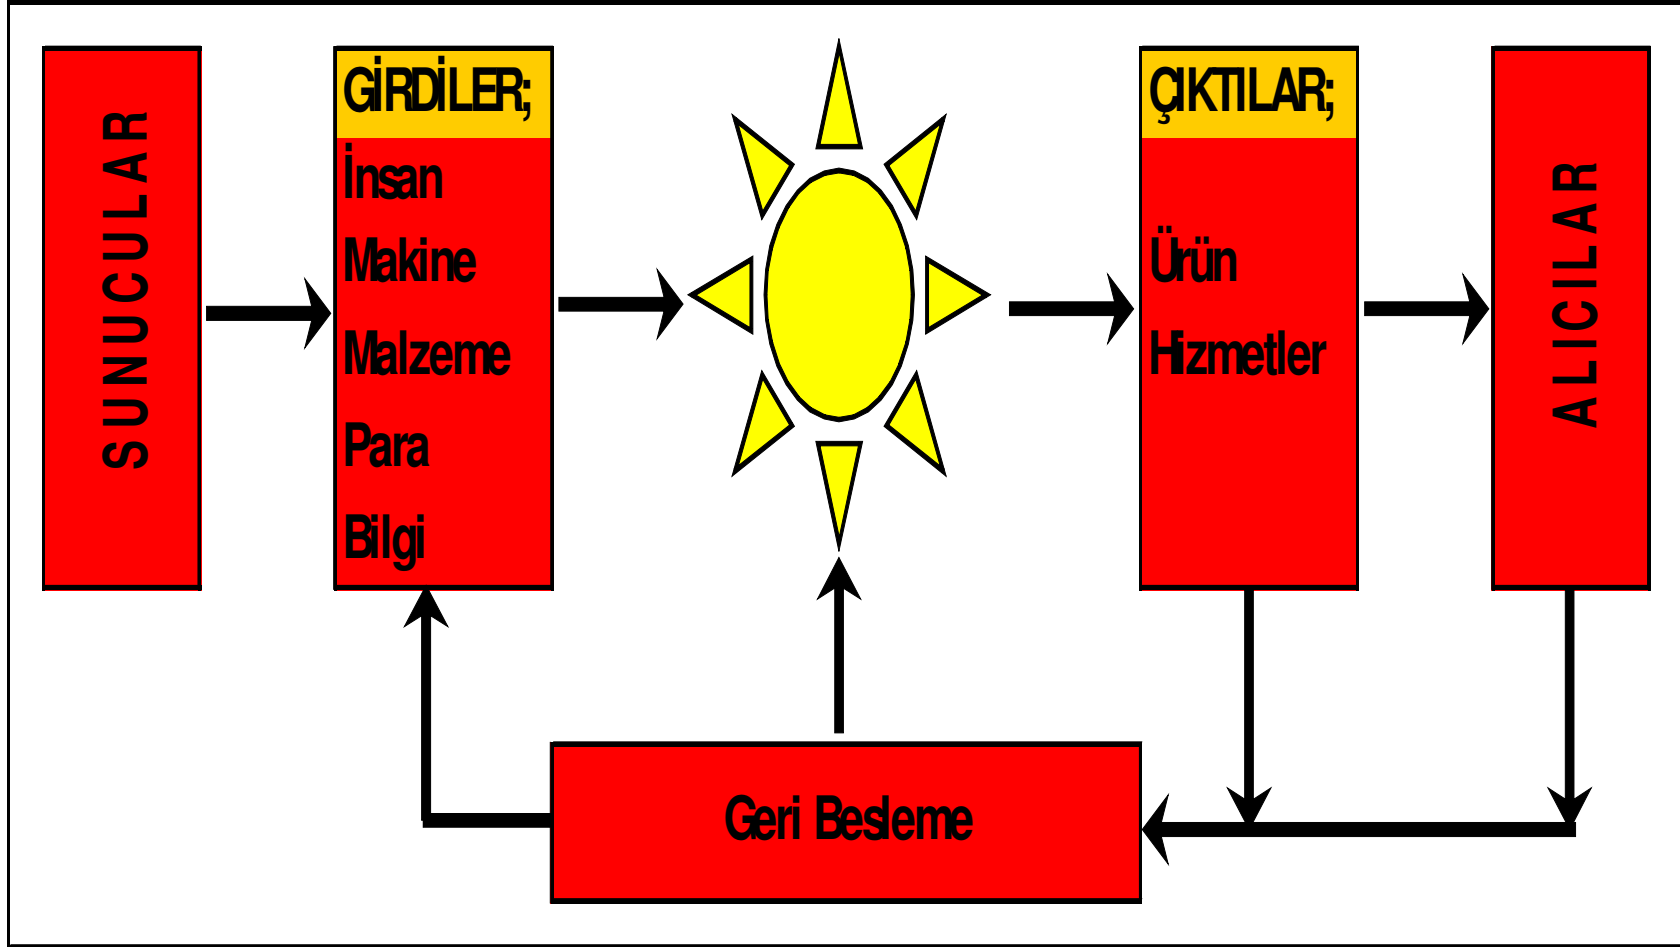 SUNUCULAR
GİRDİLER;
İnsan
Makine
Malzeme
Para
Bilgi
ÇIKTILAR;
Ürün
Hizmetler
ALICILAR
Geri Besleme